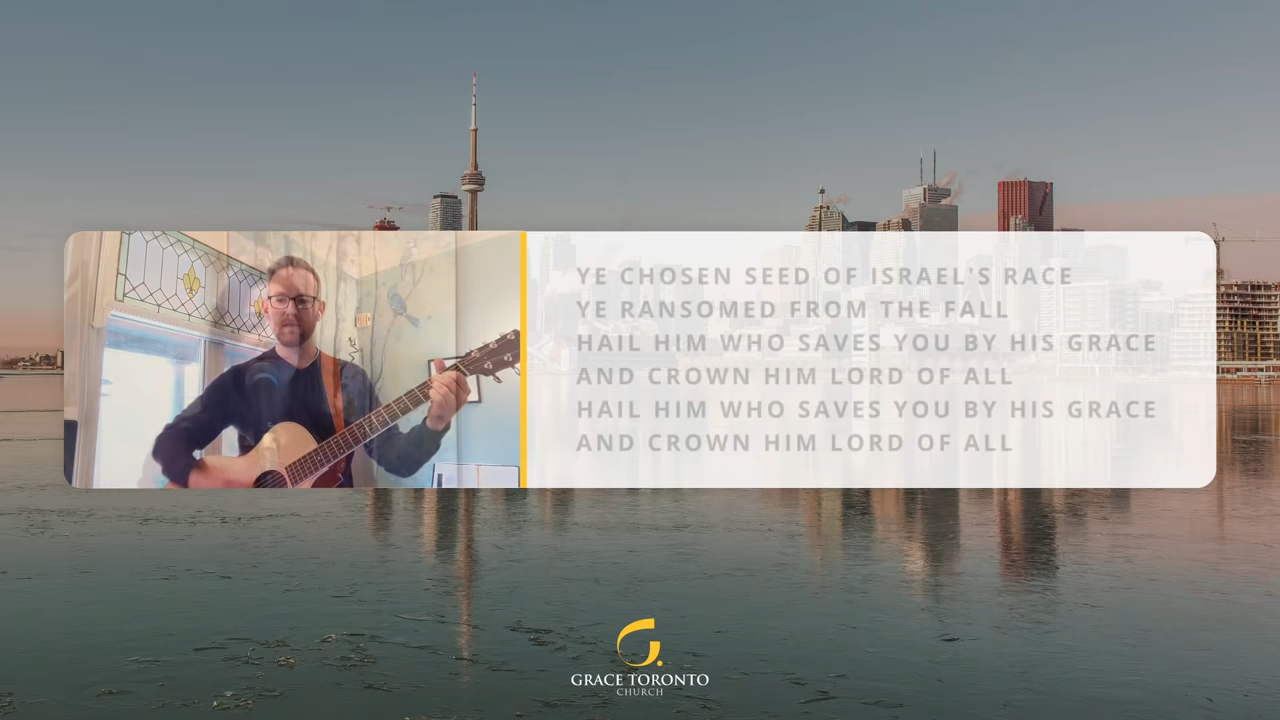 YE CHOSEN SEED OF ISRAEL'S RACE
YE RANSOMED FROM THE FALL
HAIL HIM WHO SAVES YOU BY HIS GRACE
AND CROWN HIM LORD OF ALL
HAIL HIM WHO SAVES YOU BY HIS GRACE
AND CROWN HIM LORD OF ALL
GRACE TORONTO
CHURCH